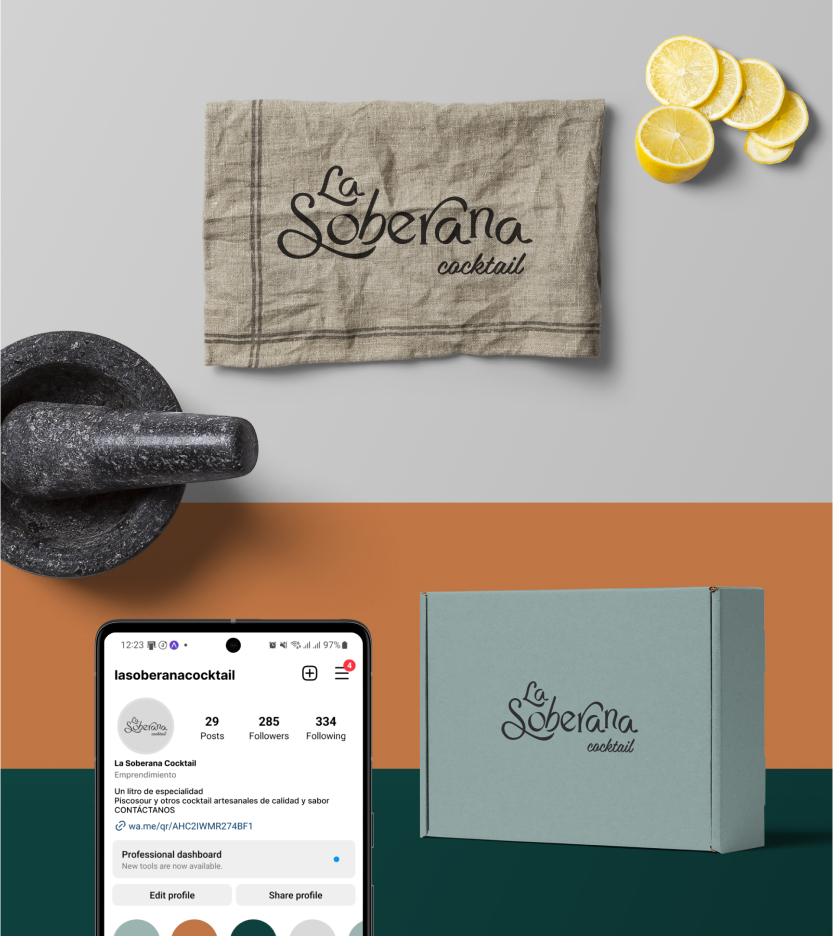 La
Soberana
cocktail
12:23
97%
lasoberanacocktail
4
La
Soberana
cocktail
29
285
334
Posts
Followers
Following
La Soberana Cocktail
Emprendimiento
Un litro de especialidad
Piscosour y otros cocktail artesanales de calidad y sabor
CONTÁCTANOS
wa.me/qr/AHC2IWMR274BF1
Professional dashboard
New tools are now available.
Edit profile
Share profile
La
Soberana
cocktail